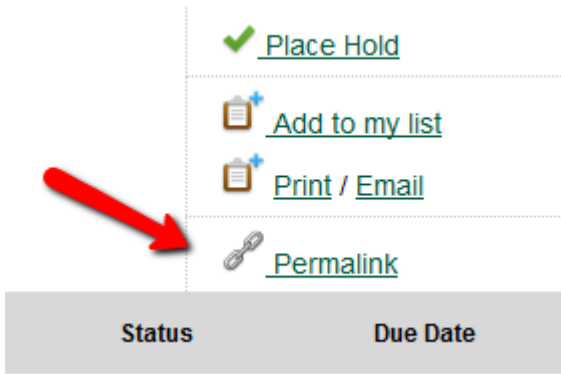 Place Hold
Add to my list
Print / Email
Permalink
Status Due Date